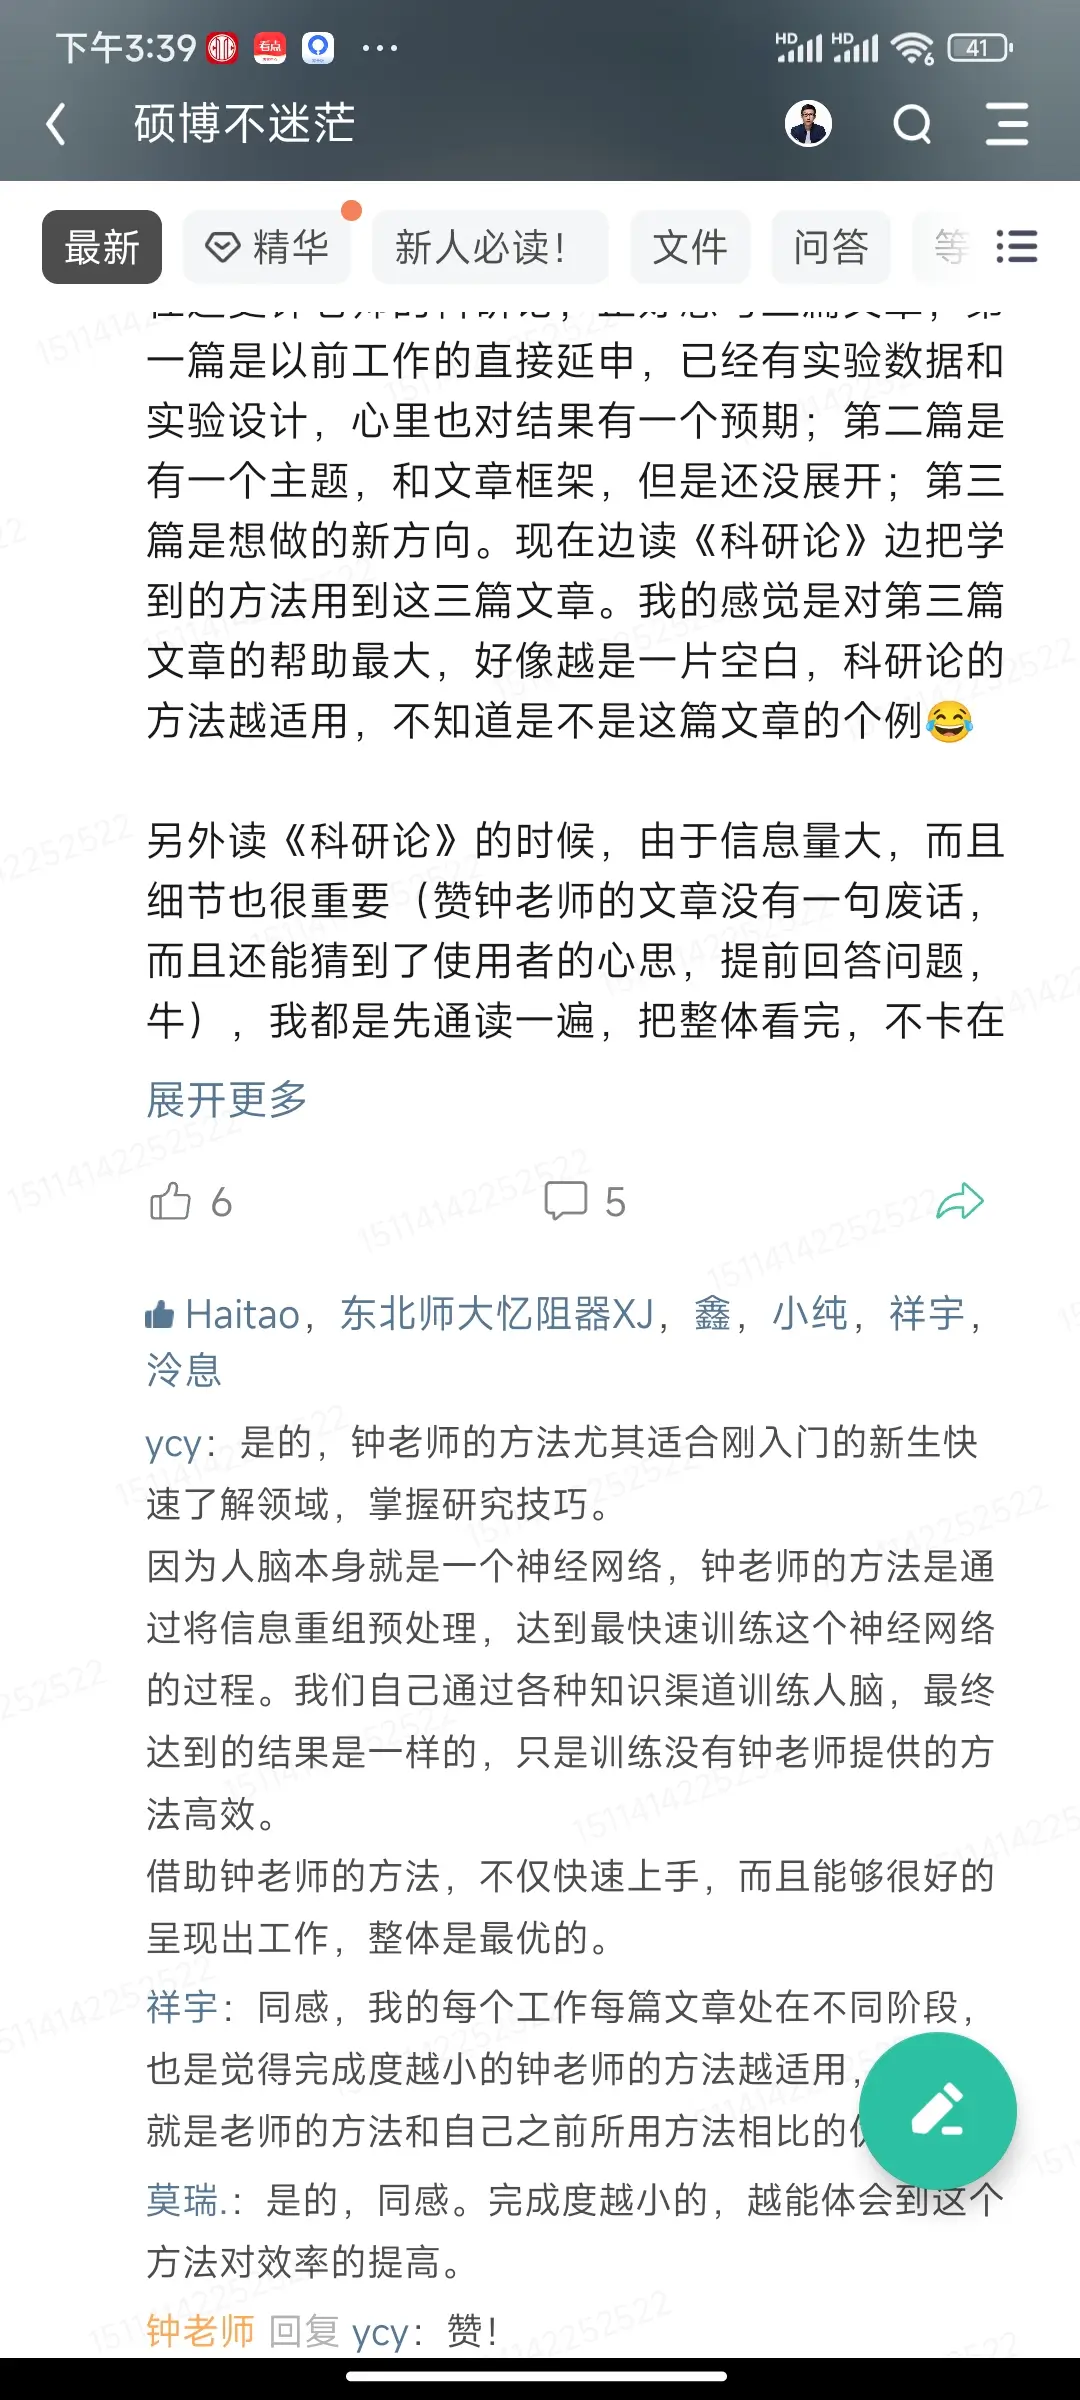 下午3:39
看点
HD
HD
6
41
硕博不迷茫
最新
精华
新人必读！
文件
问答
等
一篇是以前工作的直接延申，已经有实验数据和
实验设计，心里也对结果有一个预期；第二篇是
有一个主题，和文章框架，但是还没展开；第三
篇是想做的新方向。现在边读《科研论》边把学
到的方法用到这三篇文章。我的感觉是对第三篇
文章的帮助最大，好像越是一片空白，科研论的
方法越适用，不知道是不是这篇文章的个例😂
另外读《科研论》的时候，由于信息量大，而且
细节也很重要（赞钟老师的文章没有一句废话，
而且还能猜到了使用者的心思，提前回答问题，
牛），我都是先通读一遍，把整体看完，不卡在
展开更多
6
5
Haitao，东北师大忆阻器XJ，鑫，小纯，祥宇，
泠息
ycy：是的，钟老师的方法尤其适合刚入门的新生快
速了解领域，掌握研究技巧。
因为人脑本身就是一个神经网络，钟老师的方法是通
过将信息重组预处理，达到最快速训练这个神经网络
的过程。我们自己通过各种知识渠道训练人脑，最终
达到的结果是一样的，只是训练没有钟老师提供的方
法高效。
借助钟老师的方法，不仅快速上手，而且能够很好的
呈现出工作，整体是最优的。
祥宇：同感，我的每个工作每篇文章处在不同阶段，
也是觉得完成度越小的钟老师的方法越适用，
就是老师的方法和自己之前所用方法相比的
莫瑞.：是的，同感。完成度越小的，越能体会到这个
方法对效率的提高。
钟老师 回复 ycy：赞！
15114142252522